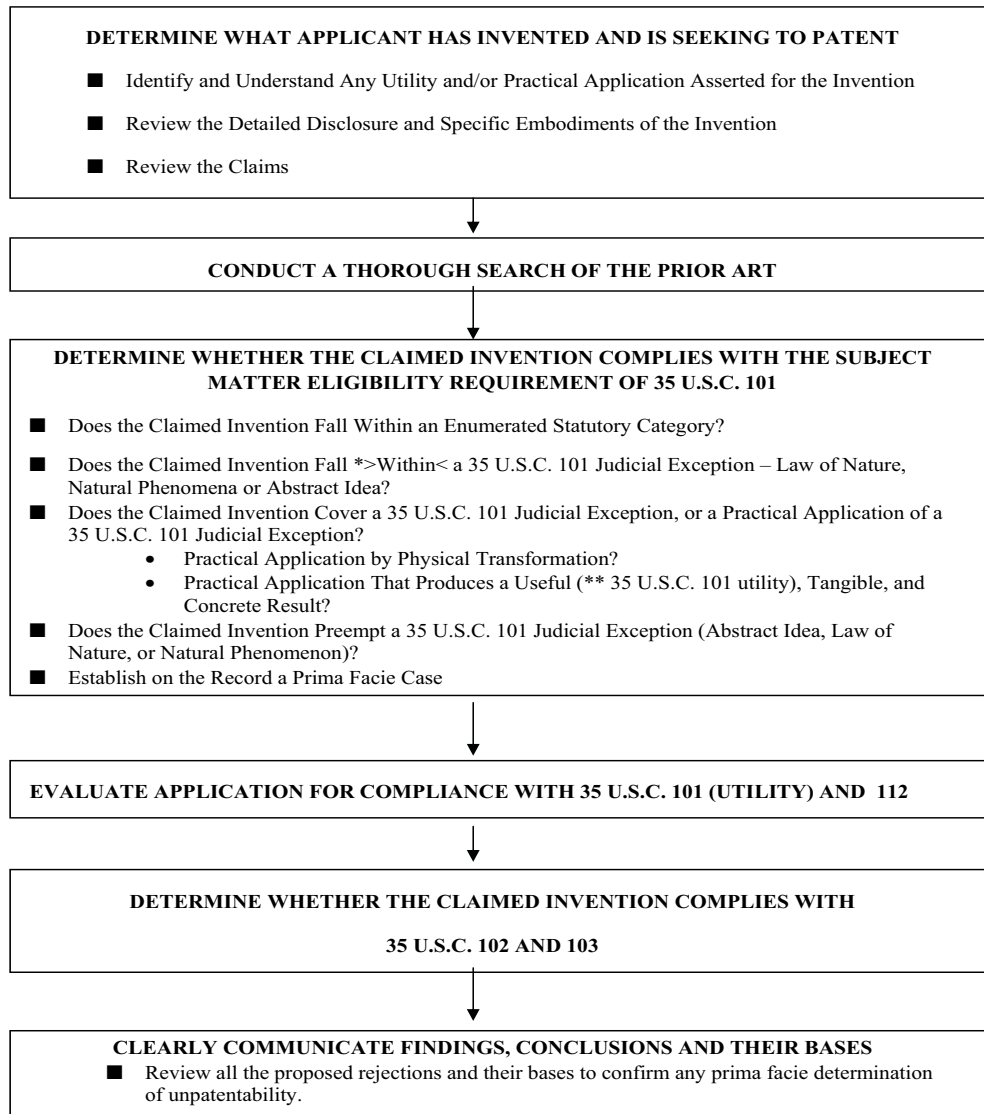 DETERMINE WHAT APPLICANT HAS INVENTED AND IS SEEKING TO PATENT
■ Identify and Understand Any Utility and/or Practical Application Asserted for the Invention
■ Review the Detailed Disclosure and Specific Embodiments of the Invention
■ Review the Claims
CONDUCT A THOROUGH SEARCH OF THE PRIOR ART
DETERMINE WHETHER THE CLAIMED INVENTION COMPLIES WITH THE SUBJECT
MATTER ELIGIBILITY REQUIREMENT OF 35 U.S.C. 101
■ Does the Claimed Invention Fall Within an Enumerated Statutory Category?
■ Does the Claimed Invention Fall *>Within< a 35 U.S.C. 101 Judicial Exception – Law of Nature,
Natural Phenomena or Abstract Idea?
■ Does the Claimed Invention Cover a 35 U.S.C. 101 Judicial Exception, or a Practical Application of a
35 U.S.C. 101 Judicial Exception?
• Practical Application by Physical Transformation?
• Practical Application That Produces a Useful (** 35 U.S.C. 101 utility), Tangible, and
Concrete Result?
■ Does the Claimed Invention Preempt a 35 U.S.C. 101 Judicial Exception (Abstract Idea, Law of
Nature, or Natural Phenomenon)?
■ Establish on the Record a Prima Facie Case
EVALUATE APPLICATION FOR COMPLIANCE WITH 35 U.S.C. 101 (UTILITY) AND 112
DETERMINE WHETHER THE CLAIMED INVENTION COMPLIES WITH
35 U.S.C. 102 AND 103
CLEARLY COMMUNICATE FINDINGS, CONCLUSIONS AND THEIR BASES
■ Review all the proposed rejections and their bases to confirm any prima facie determination
of unpatentability.